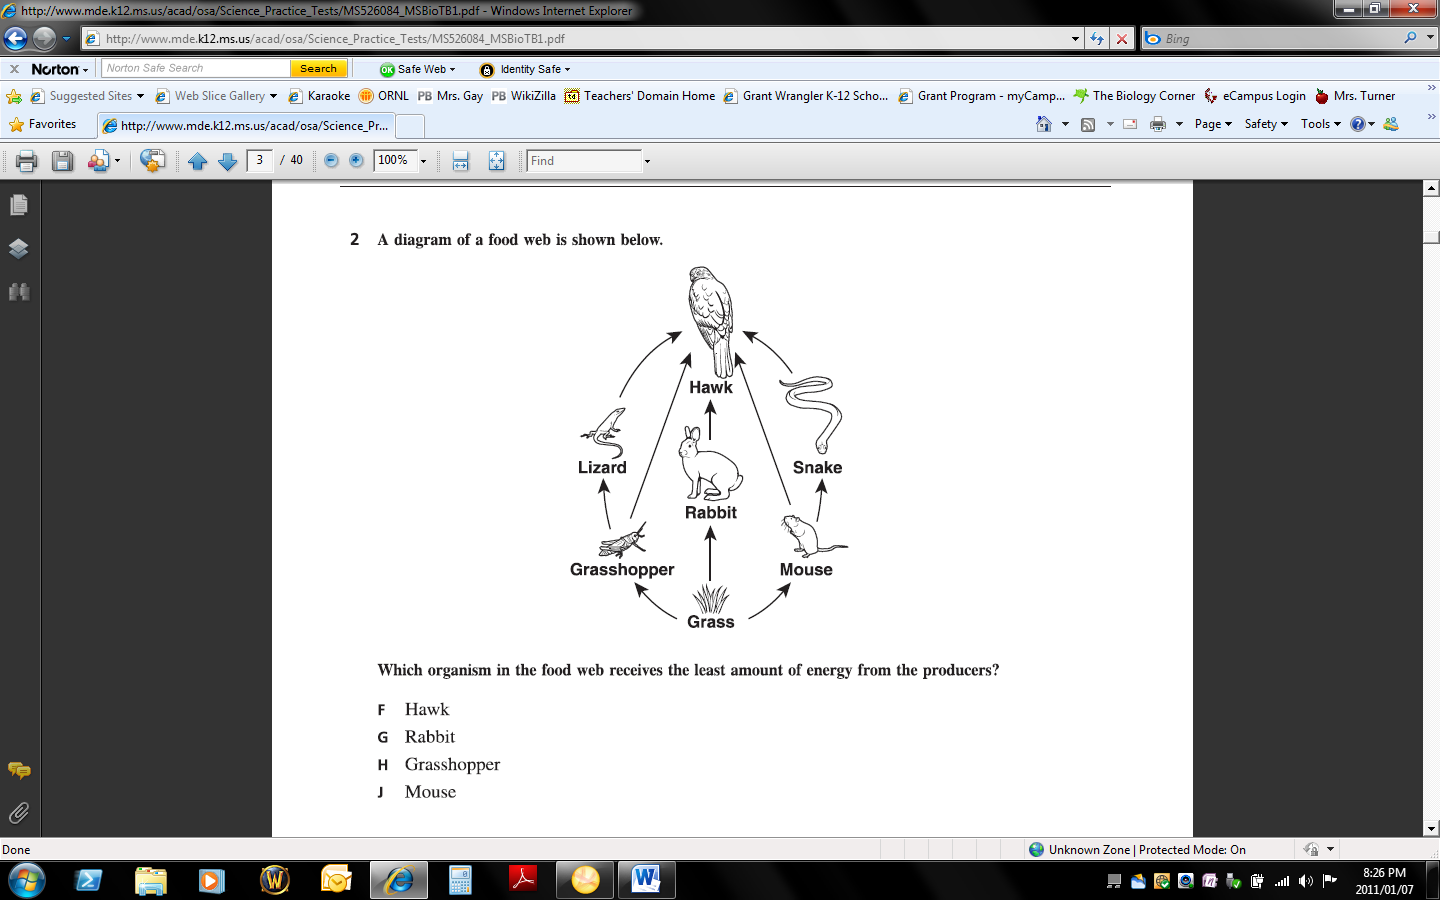 http://www.mde.k12.ms.us/acad/osa/Science_Practice_Tests/MS526084_MSBioTB1.pdf - Windows Internet Explorer
http://www.mde.k12.ms.us/acad/osa/Science_Practice_Tests/MS526084_MSBioTB1.pdf
Bing
x Norton Norton Safe Search Search OK Safe Web Identity Safe
Suggested Sites Web Slice Gallery Karaoke ORNL PB Mrs. Gay PB WikiZilla td Teachers' Domain Home Grant Wrangler K-12 Scho... Grant Program - myCamp... The Biology Corner eCampus Login Mrs. Turner
Favorites http://www.mde.k12.ms.us/acad/osa/Science_Pr... Page Safety Tools
3 / 40 100% Find
2 A diagram of a food web is shown below.
Hawk
Lizard
Snake
Rabbit
Grasshopper
Mouse
Grass
Which organism in the food web receives the least amount of energy from the producers?
F Hawk
G Rabbit
H Grasshopper
J Mouse
Done Unknown Zone | Protected Mode: On
8:26 PM
2011/01/07